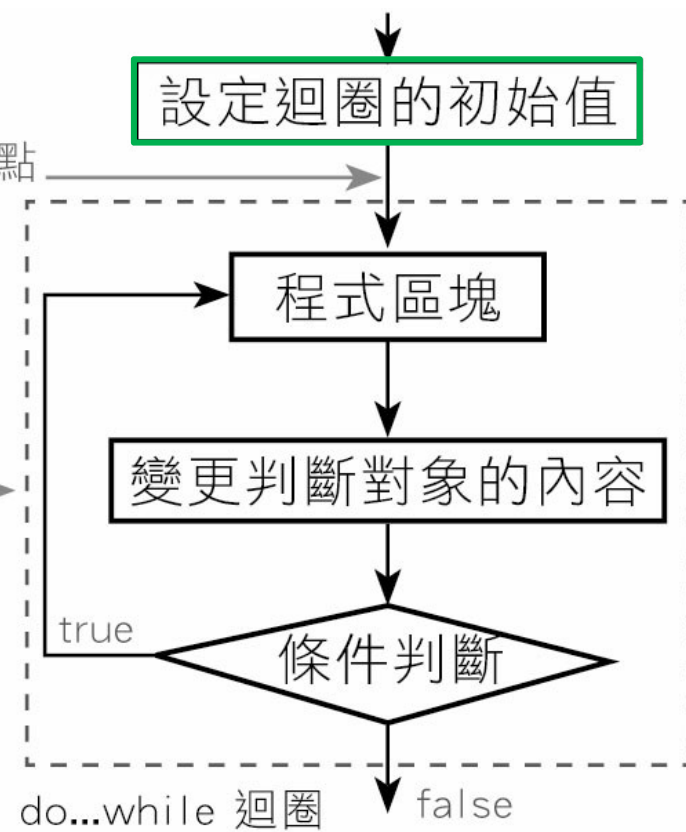 設定迴圈的初始值
點
程式區塊
變更判斷對象的內容
true
條件判斷
do...while 迴圈
false